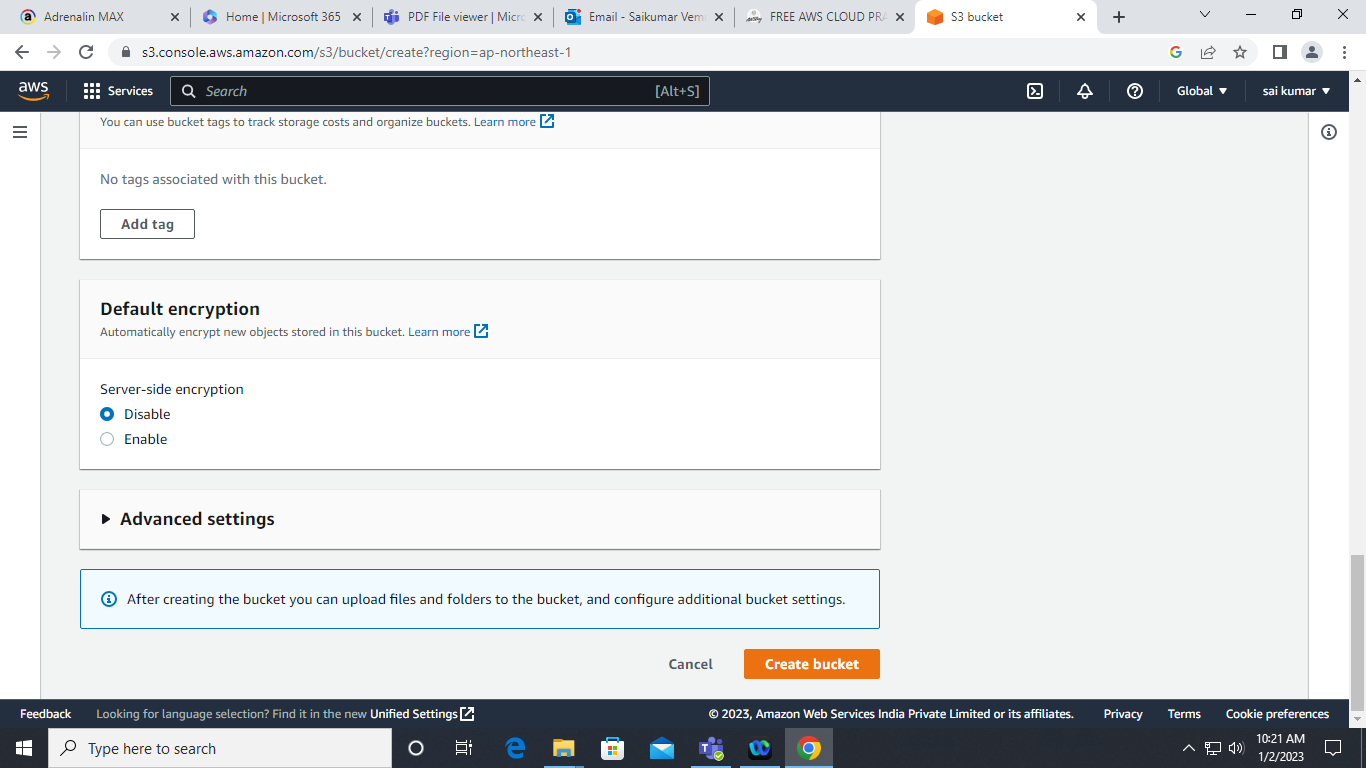 Adrenalin MAX
Home | Microsoft 365
PDF File viewer | Micro
Email - Saikumar Vem
FREE AWS CLOUD PRA
S3 bucket
s3.console.aws.amazon.com/s3/bucket/create?region=ap-northeast-1
aws
Services
Search
[Alt+S]
Global
sai kumar
You can use bucket tags to track storage costs and organize buckets. Learn more
No tags associated with this bucket.
Add tag
Default encryption
Automatically encrypt new objects stored in this bucket. Learn more
Server-side encryption
Disable
Enable
Advanced settings
After creating the bucket you can upload files and folders to the bucket, and configure additional bucket settings.
Cancel
Create bucket
Feedback
Looking for language selection? Find it in the new Unified Settings
© 2023, Amazon Web Services India Private Limited or its affiliates.
Privacy
Terms
Cookie preferences
Type here to search
10:21 AM
1/2/2023